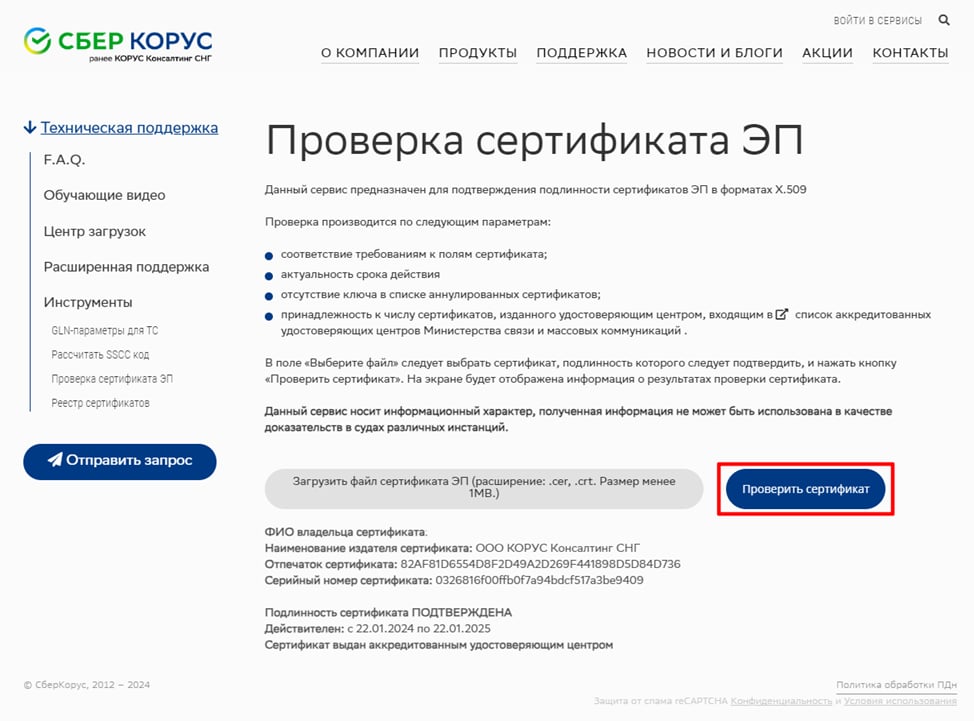 ВОЙТИ В СЕРВИСЫ
СБЕР КОРУС
ранее КОРУС Консалтинг СНГ
О КОМПАНИИ ПРОДУКТЫ ПОДДЕРЖКА НОВОСТИ И БЛОГИ АКЦИИ КОНТАКТЫ
Техническая поддержка
F.A.Q.
Обучающие видео
Центр загрузок
Расширенная поддержка
Инструменты
GLN-параметры для ТС
Рассчитать SSCC код
Проверка сертификата ЭП
Реестр сертификатов
Отправить запрос
Проверка сертификата ЭП
Данный сервис предназначен для подтверждения подлинности сертификатов ЭП в форматах X.509
Проверка производится по следующим параметрам:
соответствие требованиям к полям сертификата;
актуальность срока действия
отсутствие ключа в списке аннулированных сертификатов;
принадлежность к числу сертификатов, изданного удостоверяющим центром, входящим в список аккредитованных
удостоверяющих центров Министерства связи и массовых коммуникаций .
В поле «Выберите файл» следует выбрать сертификат, подлинность которого следует подтвердить, и нажать кнопку
«Проверить сертификат». На экране будет отображена информация о результатах проверки сертификата.
Данный сервис носит информационный характер, полученная информация не может быть использована в качестве
доказательств в судах различных инстанций.
Загрузить файл сертификата ЭП (расширение: .cer, .crt. Размер менее
1MB.)
Проверить сертификат
ФИО владельца сертификата.
Наименование издателя сертификата: ООО КОРУС Консалтинг СНГ
Отпечаток сертификата: 82AF81D6554D8F2D49A2D269F441898D5D84D736
Серийный номер сертификата: 0326816f00ffb0f7a94bdcf517a3be9409
Подлинность сертификата ПОДТВЕРЖДЕНА
Действителен: с 22.01.2024 по 22.01.2025
Сертификат выдан аккредитованным удостоверяющим центром
© СберКорус, 2012 – 2024
Политика обработки ПДн
Защита от спама reCAPTCHA Конфиденциальность и Условия использования